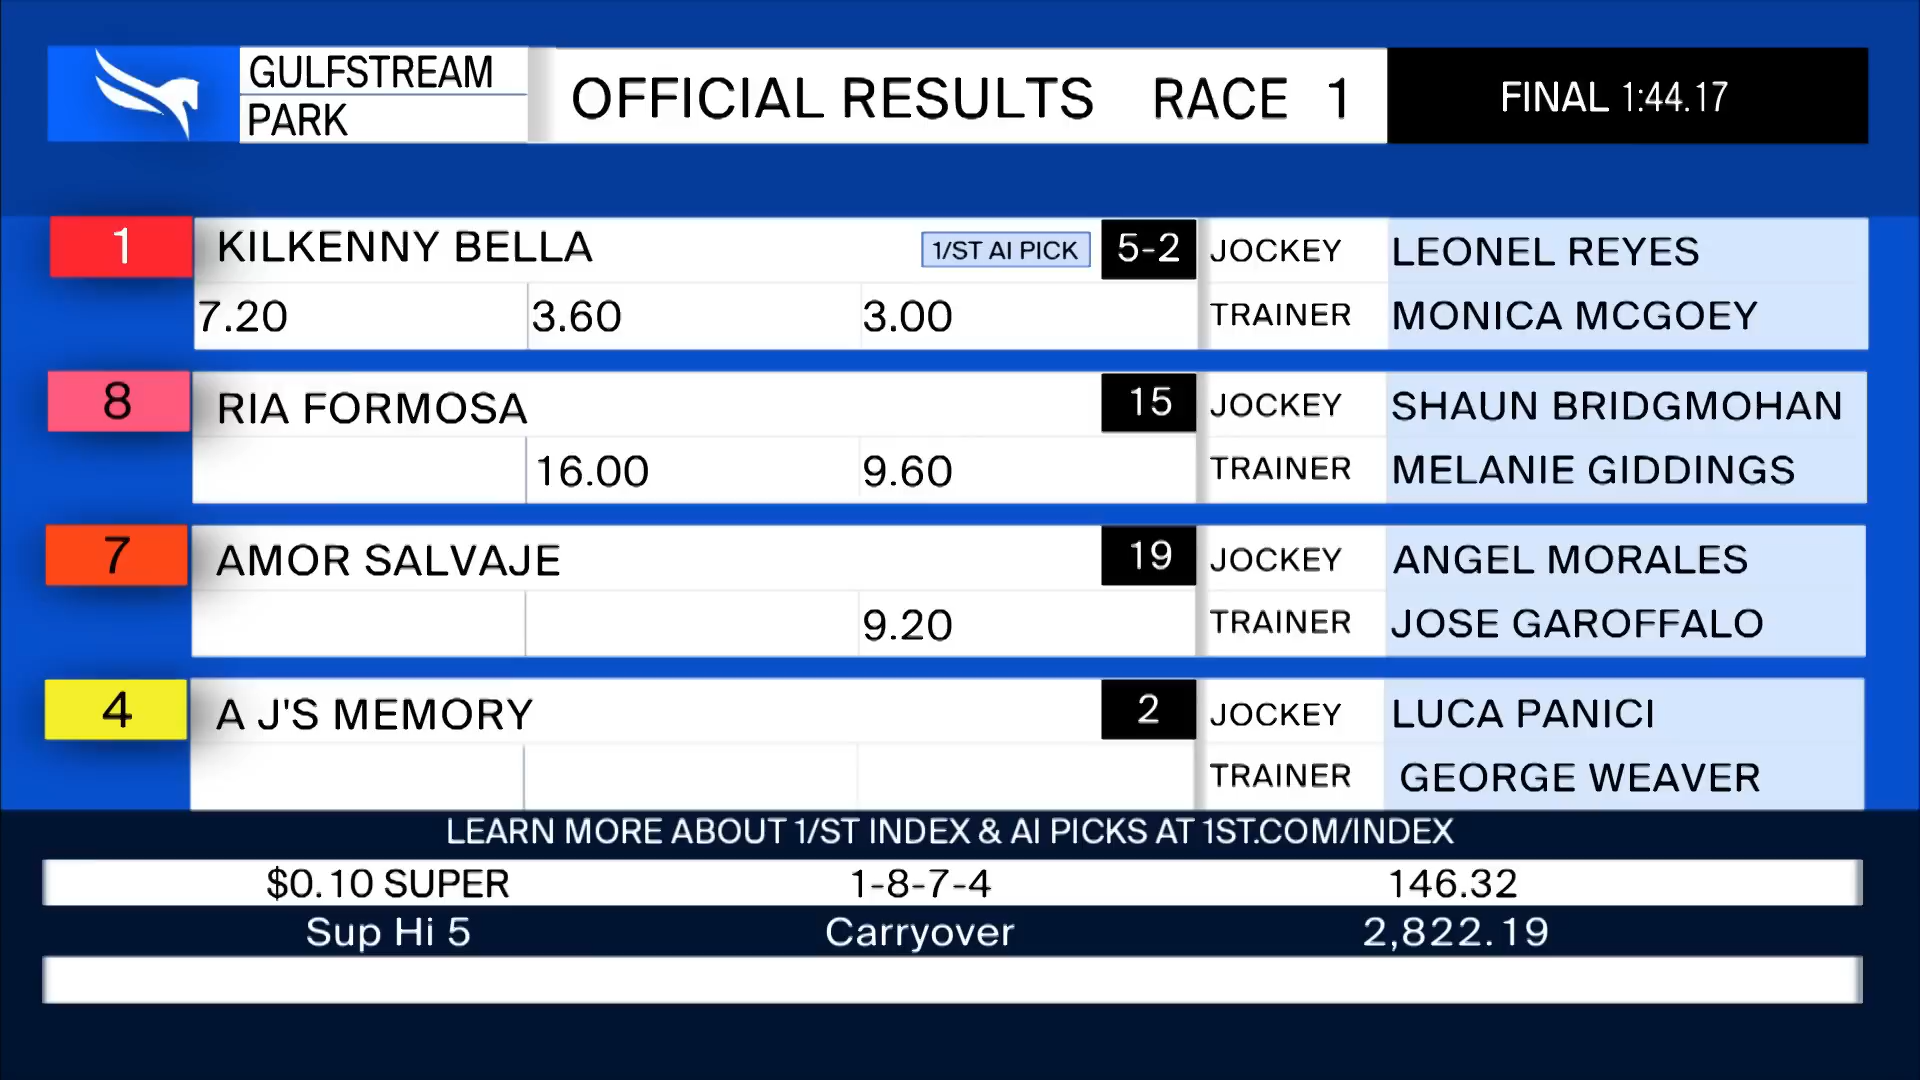 GULFSTREAM
PARK
OFFICIAL RESULTS RACE 1
FINAL 1:44.17
1 KILKENNY BELLA 1/ST AI PICK 5-2 JOCKEY LEONEL REYES
7.20 3.60 3.00 TRAINER MONICA MCGOEY
8 RIA FORMOSA 15 JOCKEY SHAUN BRIDGMOHAN
16.00 9.60 TRAINER MELANIE GIDDINGS
7 AMOR SALVAJE 19 JOCKEY ANGEL MORALES
9.20 TRAINER JOSE GAROFFALO
4 A J'S MEMORY 2 JOCKEY LUCA PANICI
TRAINER GEORGE WEAVER
LEARN MORE ABOUT 1/ST INDEX & AI PICKS AT 1ST.COM/INDEX
$0.10 SUPER 1-8-7-4 146.32
Sup Hi 5 Carryover 2,822.19